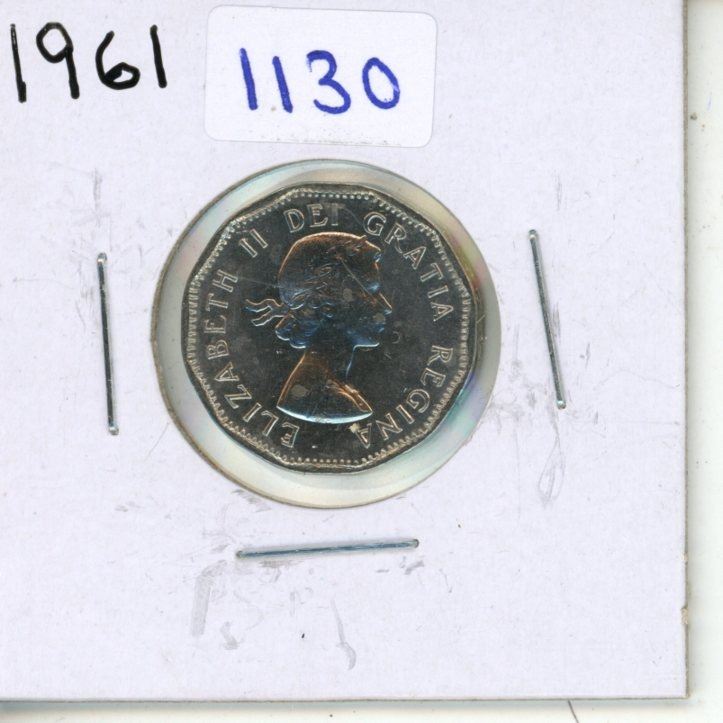 1961
1130
ELIZABETH II DEI GRATIA REGINA